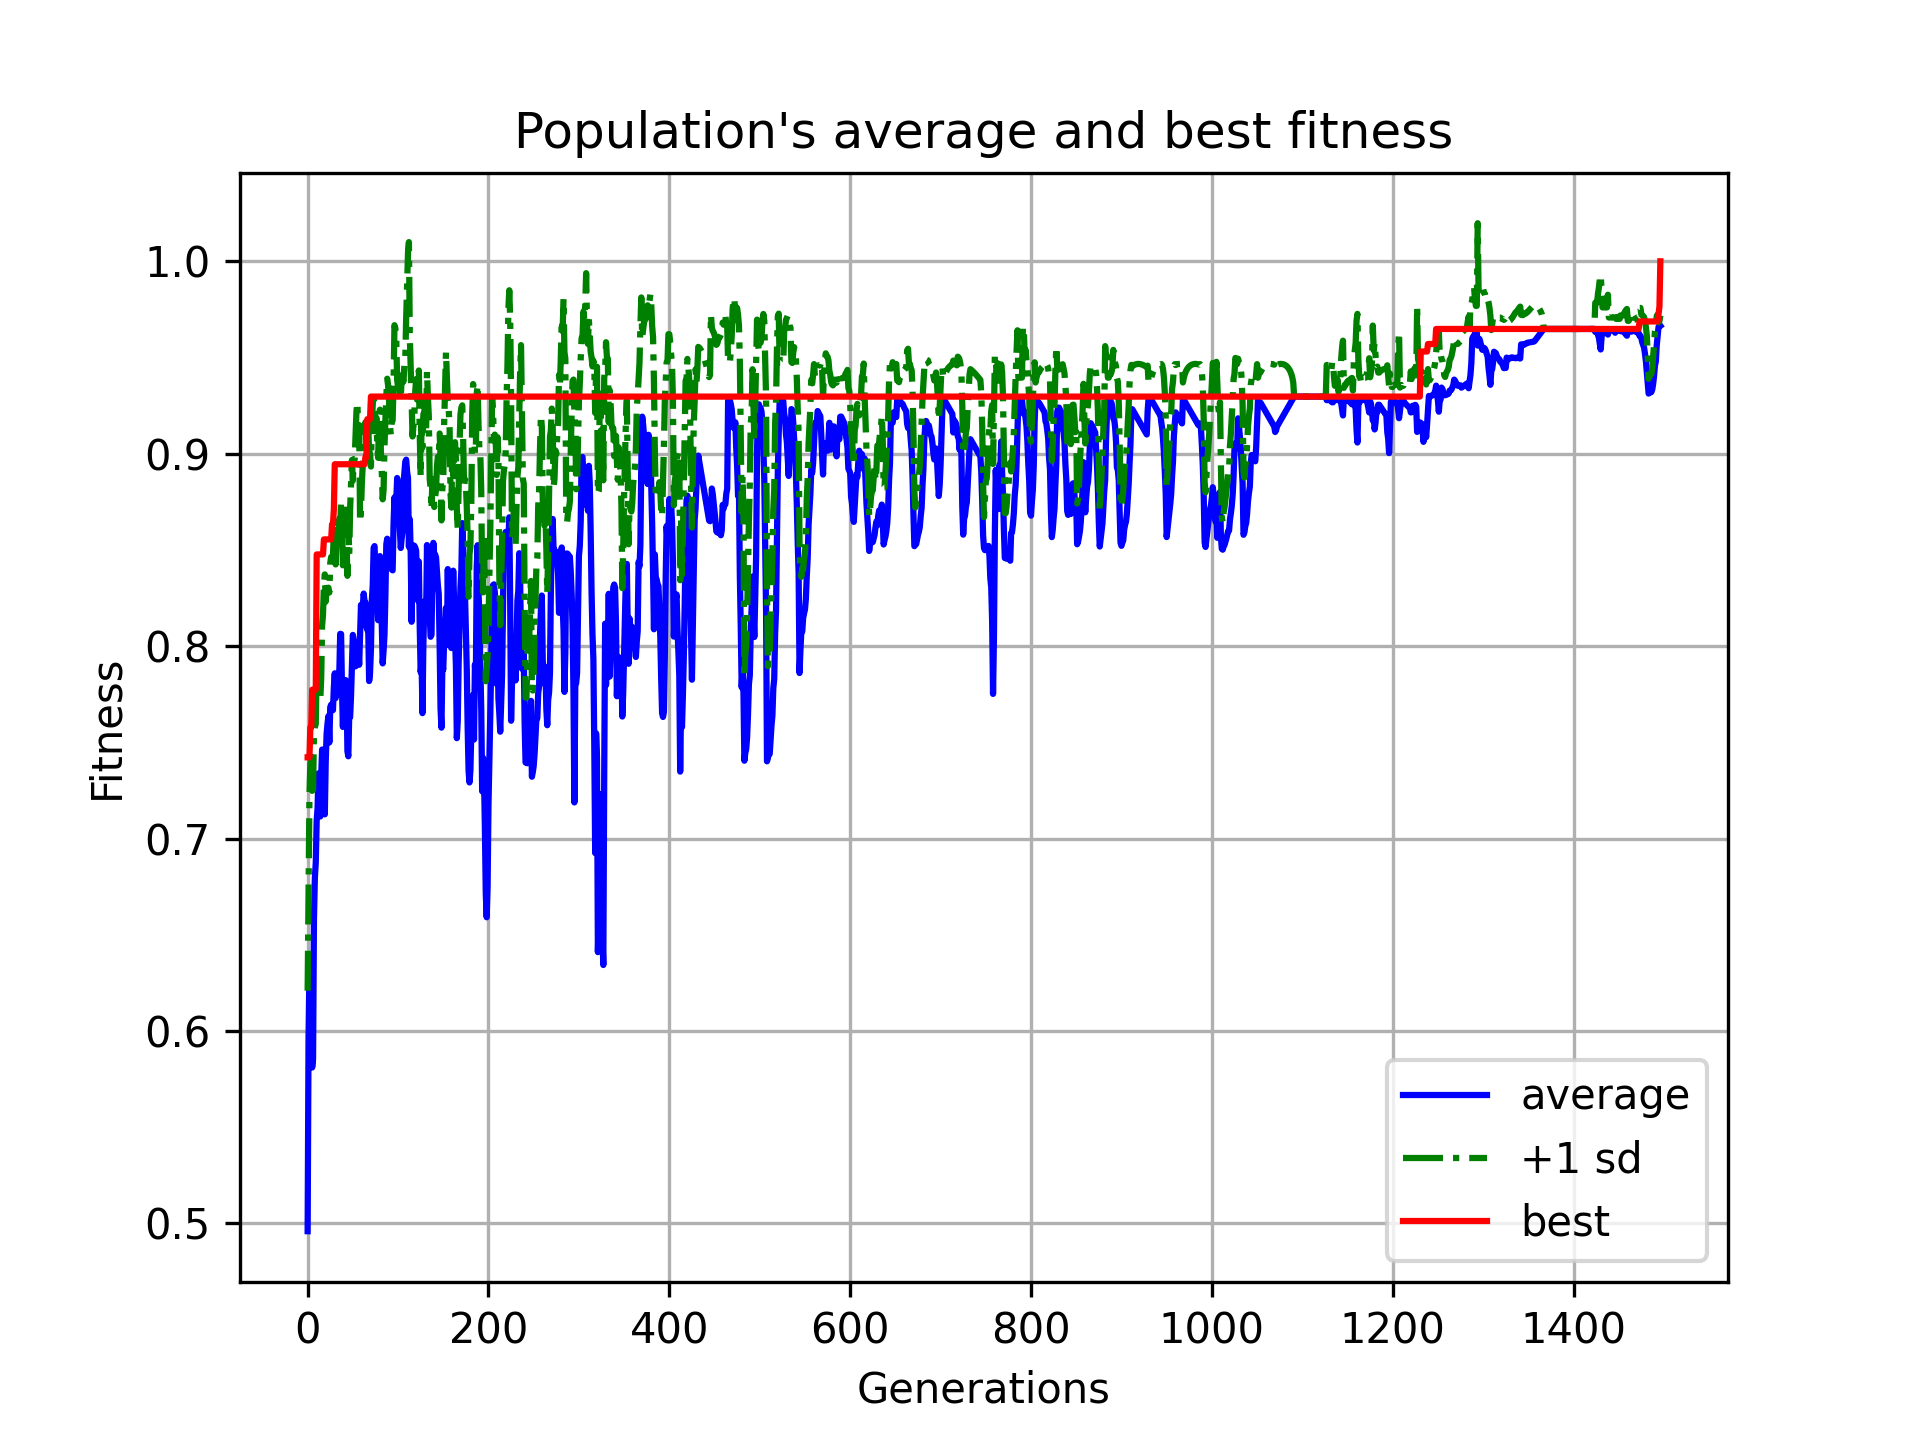 Population's average and best fitness
1.0
0.9
0.8
0.7
0.6
0.5
Fitness
0 200 400 600 800 1000 1200 1400
Generations
average
+1 sd
best